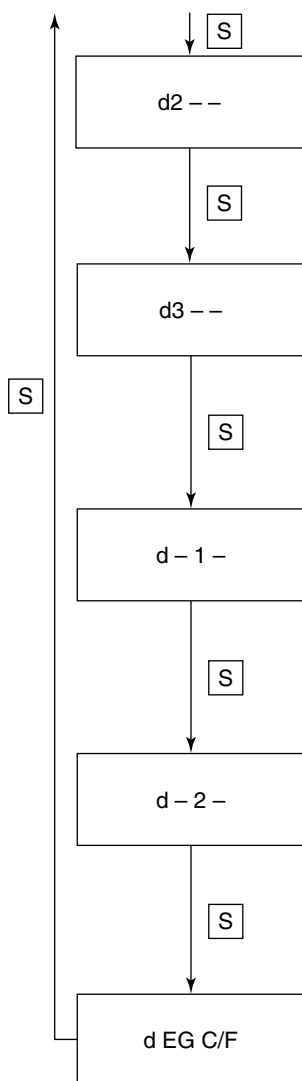 S
d2 – –
S
d3 – –
S
S
d – 1 –
S
d – 2 –
S
d EG C/F